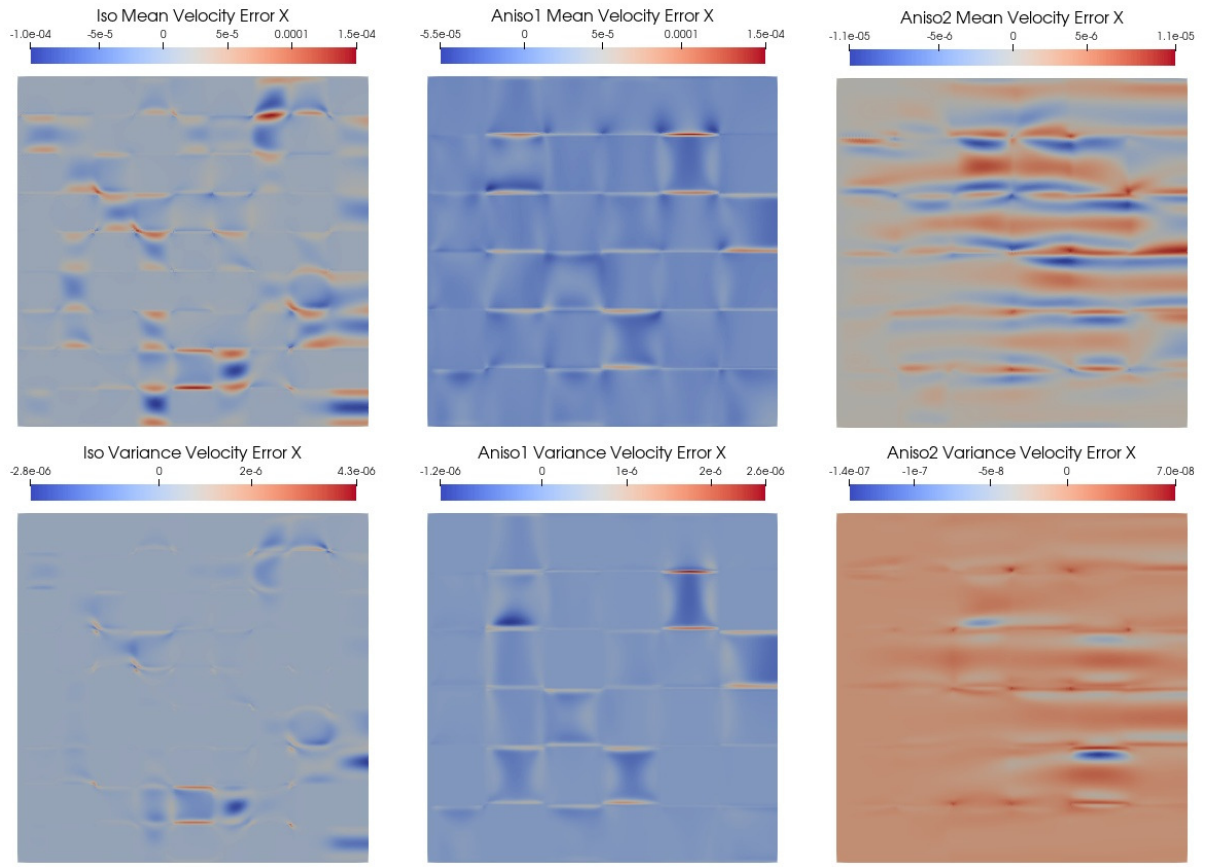 Iso Mean Velocity Error X
-1.0e-04 -5e-5 0 5e-5 0.0001 1.5e-04
Aniso1 Mean Velocity Error X
-5.5e-05 0 5e-5 0.0001 1.5e-04
Aniso2 Mean Velocity Error X
-1.1e-05 -5e-6 0 5e-6 1.1e-05
Iso Variance Velocity Error X
-2.8e-06 0 2e-6 4.3e-06
Aniso1 Variance Velocity Error X
-1.2e-06 0 1e-6 2e-6 2.6e-06
Aniso2 Variance Velocity Error X
-1.4e-07 -1e-7 -5e-8 0 7.0e-08